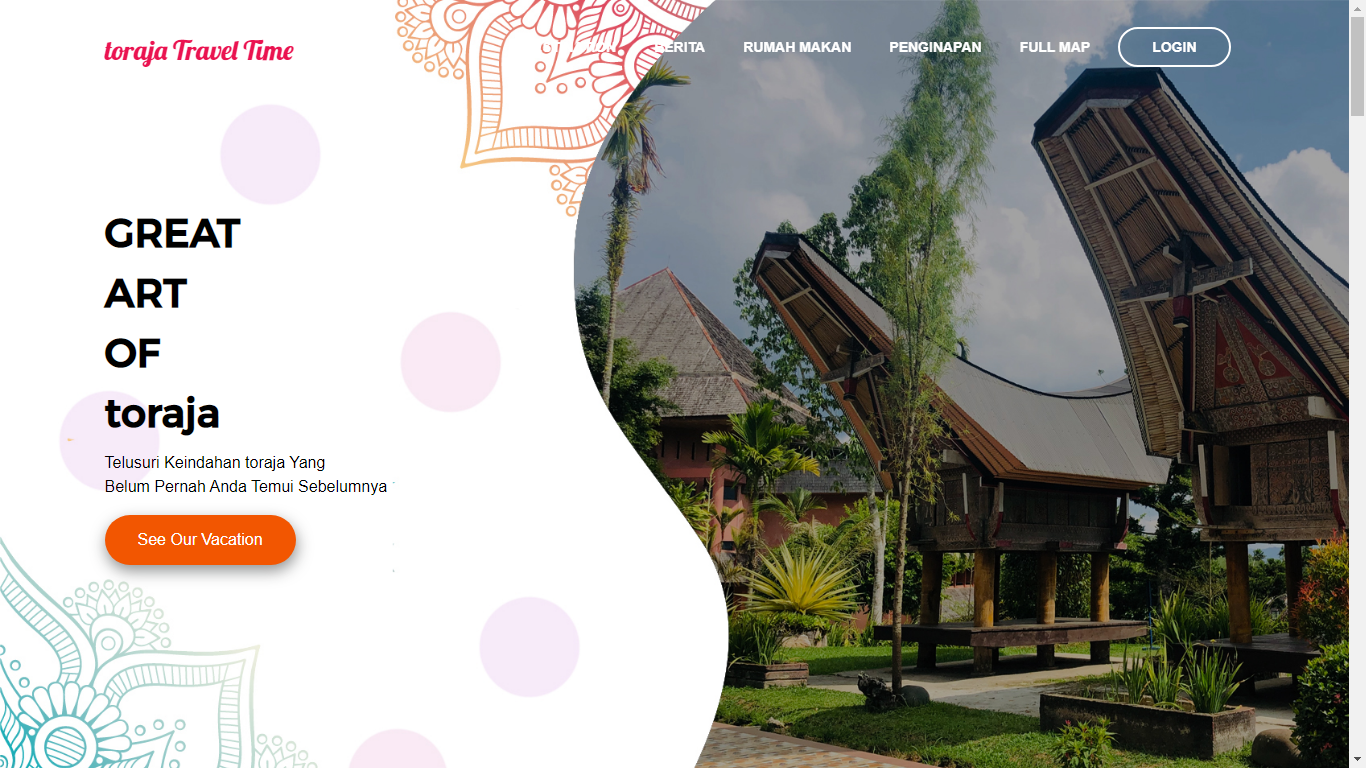 toraja Travel Time
BERITA
RUMAH MAKAN
PENGINAPAN
FULL MAP
LOGIN
GREAT
ART
OF
toraja
Telusuri Keindahan toraja Yang
Belum Pernah Anda Temui Sebelumnya
See Our Vacation